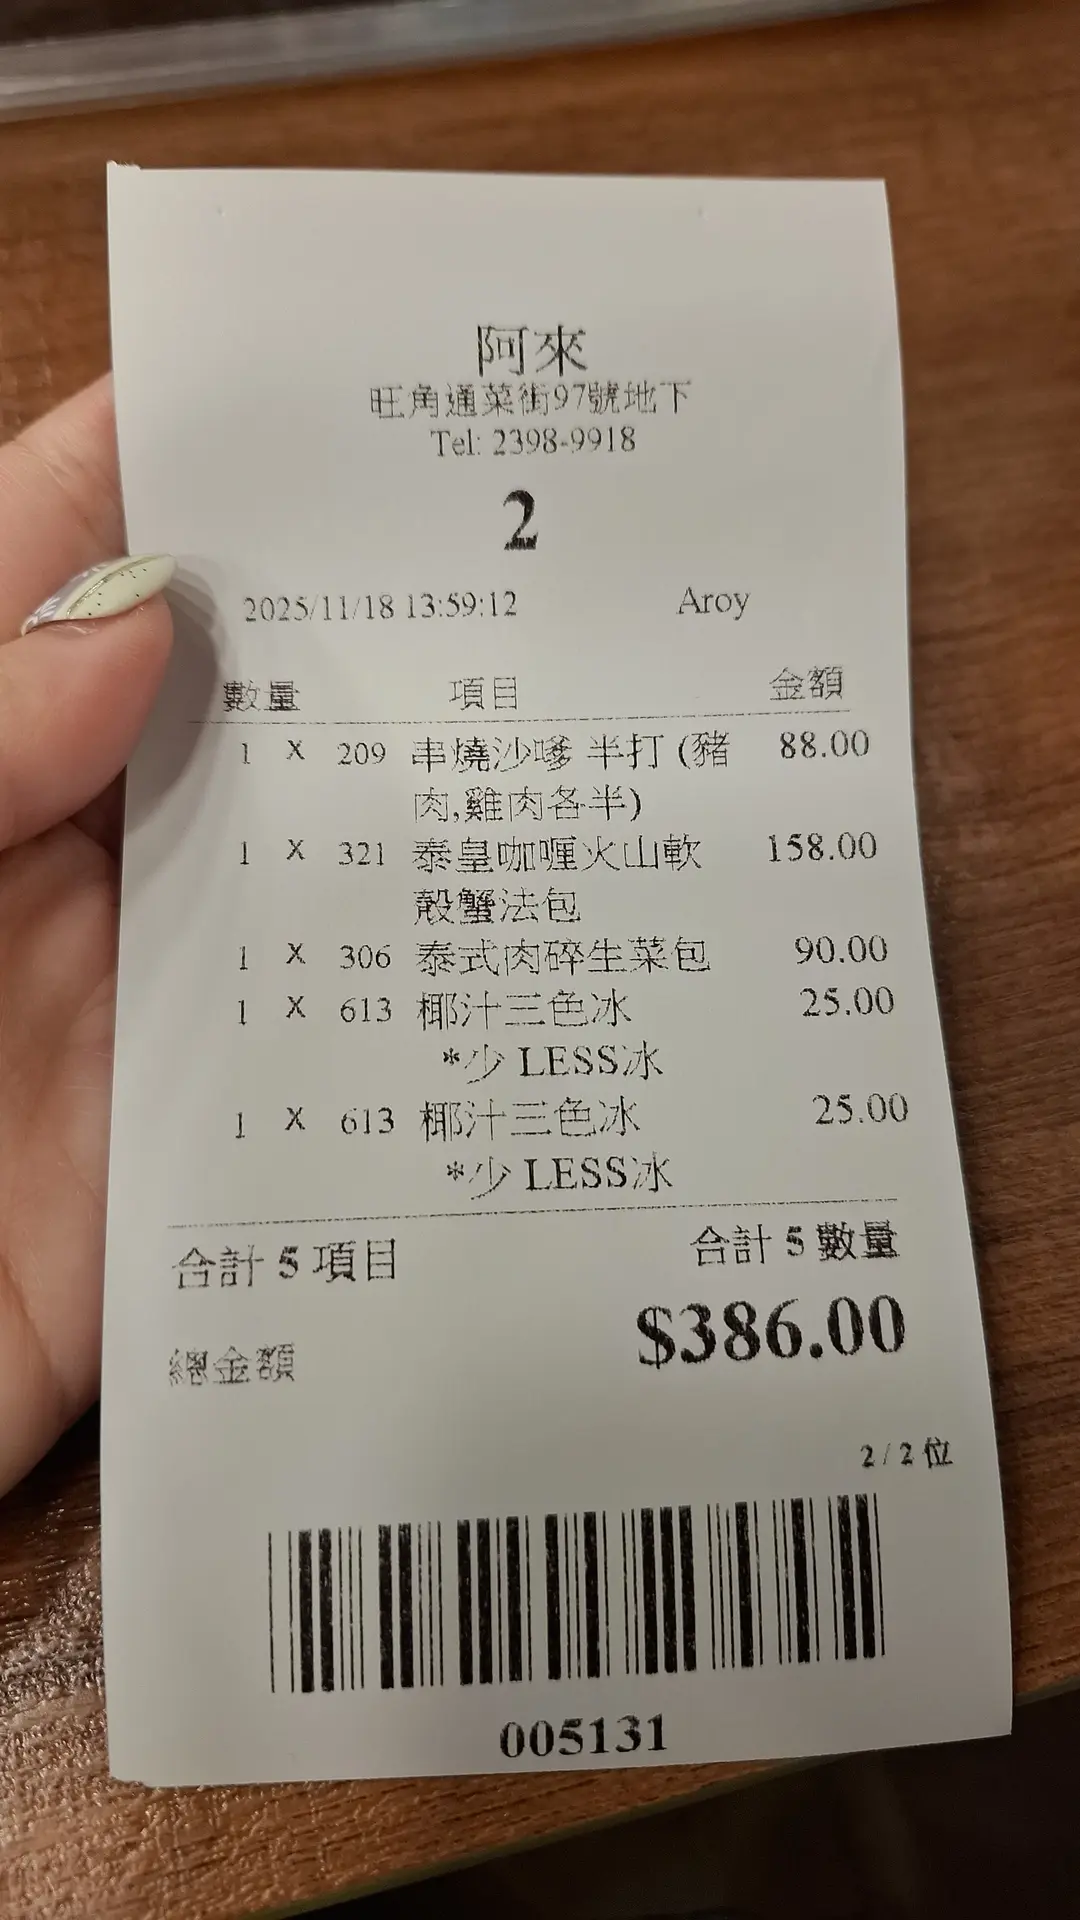 阿來
旺角通菜街97號地下
Tel: 2398-9918
2
2025/11/18 13:59:12 Aroy
數量 項目 金額
1 X 209 串燒沙嗲 半打 (豬 88.00
肉,雞肉各半)
1 X 321 泰皇咖喱火山軟 158.00
殼蟹法包
1 X 306 泰式肉碎生菜包 90.00
1 X 613 椰汁三色冰 25.00
*少 LESS冰
1 X 613 椰汁三色冰 25.00
*少 LESS冰
合計 5 項目 合計 5 數量
總金額 $386.00
2 / 2 位
005131